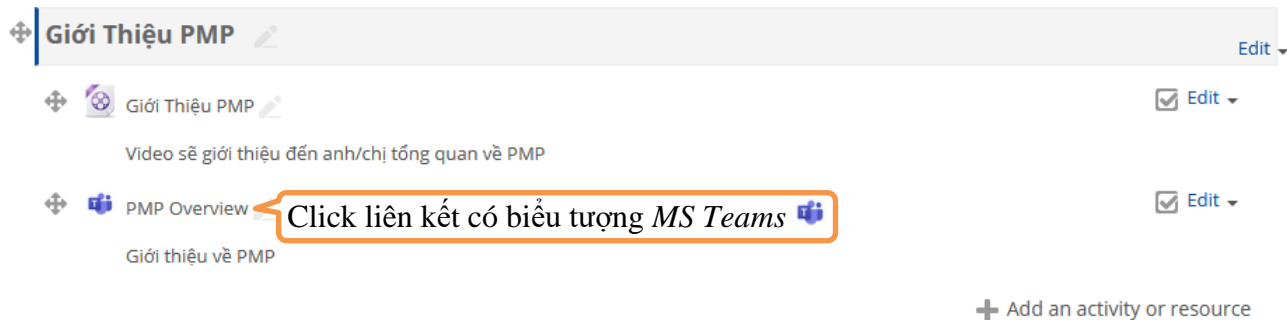 Giới Thiệu PMP
Edit
Giới Thiệu PMP
Edit
Video sẽ giới thiệu đến anh/chị tổng quan về PMP
PMP Overview
Click liên kết có biểu tượng MS Teams
Edit
Giới thiệu về PMP
Add an activity or resource